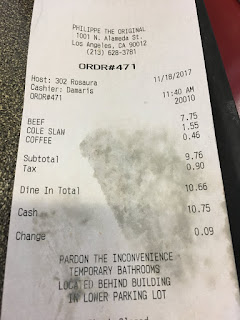 PHILIPPE THE ORIGINAL
1001 N. Alameda St.
Los Angeles, CA 90012
(213) 628-3781
ORDR#471
Host: 302 Rosaura 11/18/2017
Cashier: Damaris
11:40 AM
ORDR#471 20010
BEEF 7.75
COLE SLAW 1.55
COFFEE 0.46
Subtotal 9.76
Tax 0.90
Dine In Total 10.66
Cash 10.75
Change 0.09
PARDON THE INCONVENIENCE
TEMPORARY BATHROOMS
LOCATED BEHIND BUILDING
IN LOWER PARKING LOT